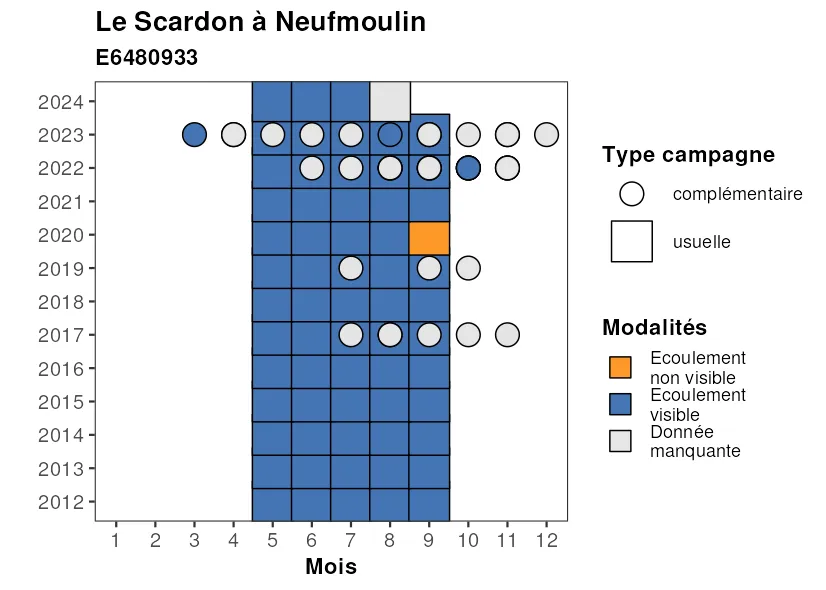 Le Scardon à Neufmoulin
E6480933
2024
2023
2022
2021
2020
2019
2018
2017
2016
2015
2014
2013
2012
1 2 3 4 5 6 7 8 9 10 11 12
Mois
Type campagne
complémentaire
usuelle
Modalités
Ecoulement
non visible
Ecoulement
visible
Donnée
manquante